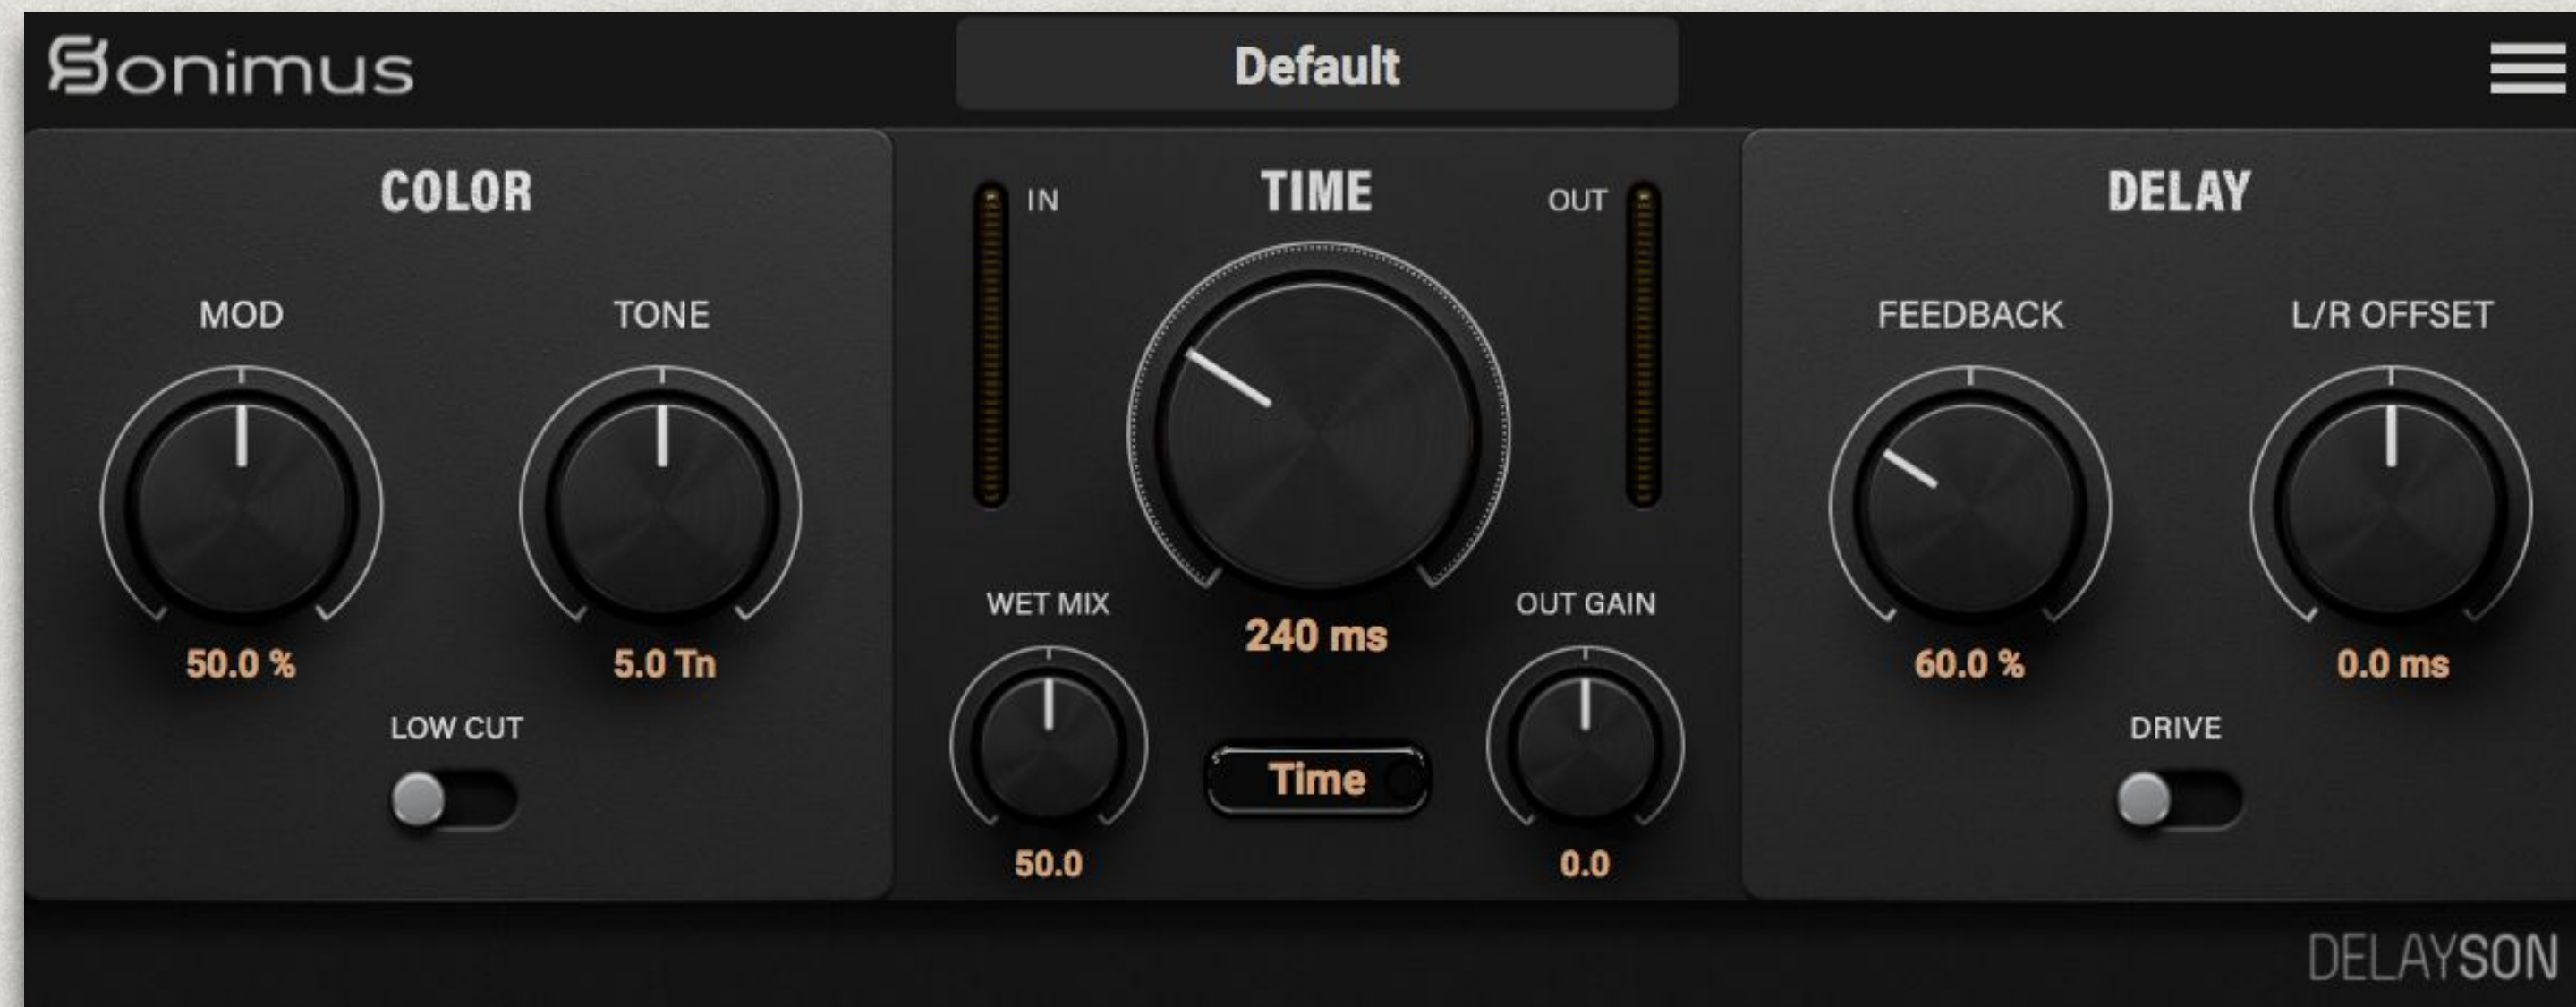 Sonimus
Default
COLOR
MOD
TONE
50.0 %
5.0 Tn
LOW CUT
IN
TIME
OUT
240 ms
WET MIX
OUT GAIN
Time
50.0
0.0
DELAY
FEEDBACK
L/R OFFSET
60.0 %
0.0 ms
DRIVE
DELAYSON